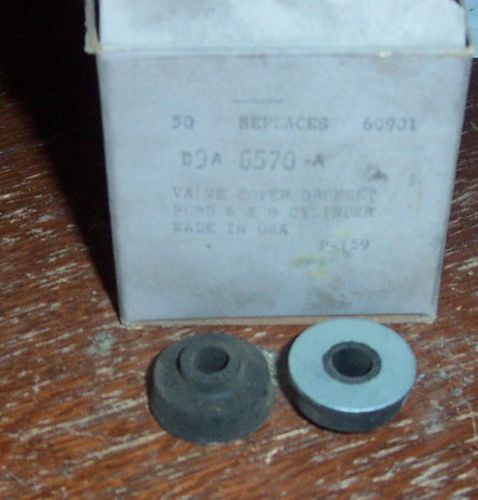 50 REPLACES 60901
B9A 6570-A
VALVE COVER GROMMET
FORD 6 & 8 CYLINDER
MADE IN USA
P-159